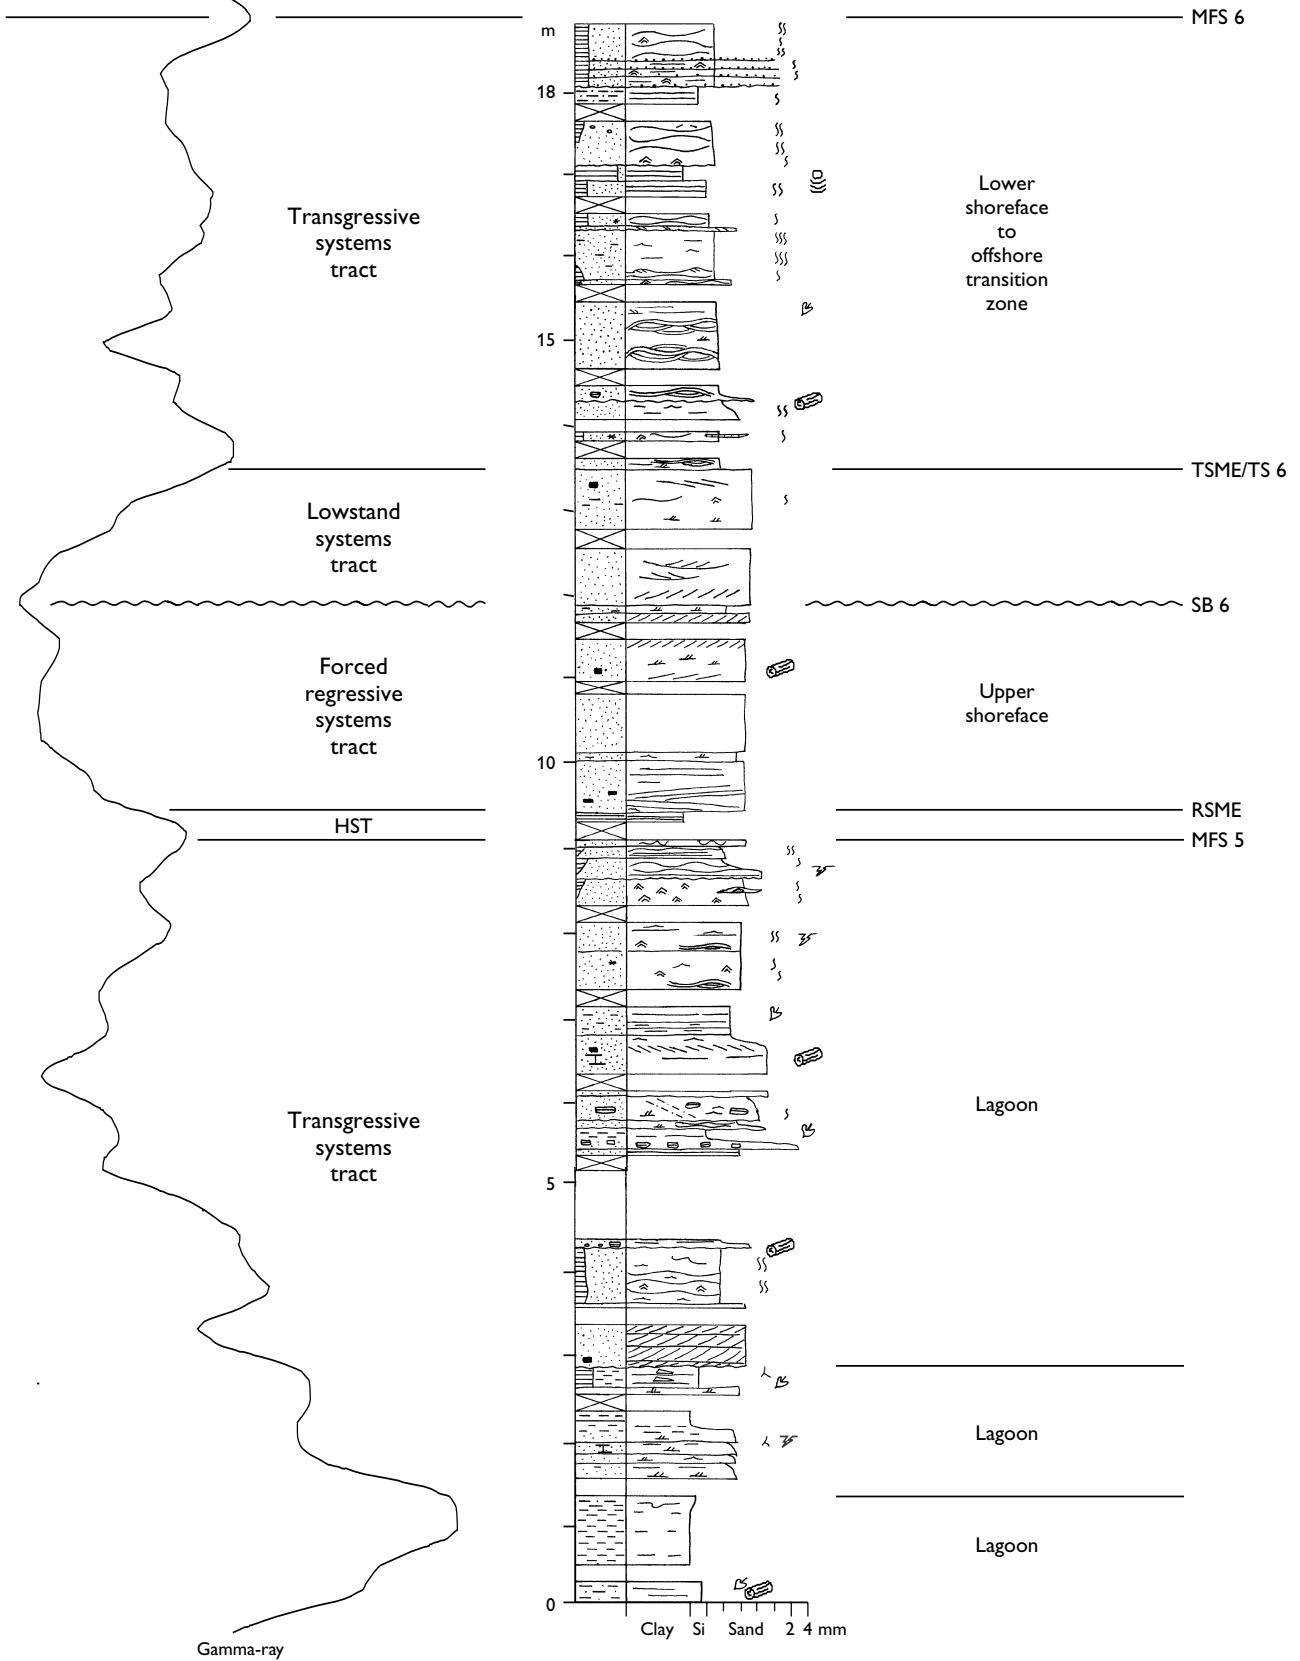 MFS 6
m
18
Lower
shoreface
to
offshore
transition
zone
Transgressive
systems
tract
15
TSME/TS 6
Lowstand
systems
tract
SB 6
Forced
regressive
systems
tract
Upper
shoreface
10
RSME
HST
MFS 5
Lagoon
Transgressive
systems
tract
5
Lagoon
Lagoon
0
Clay Si Sand 2 4 mm
Gamma-ray